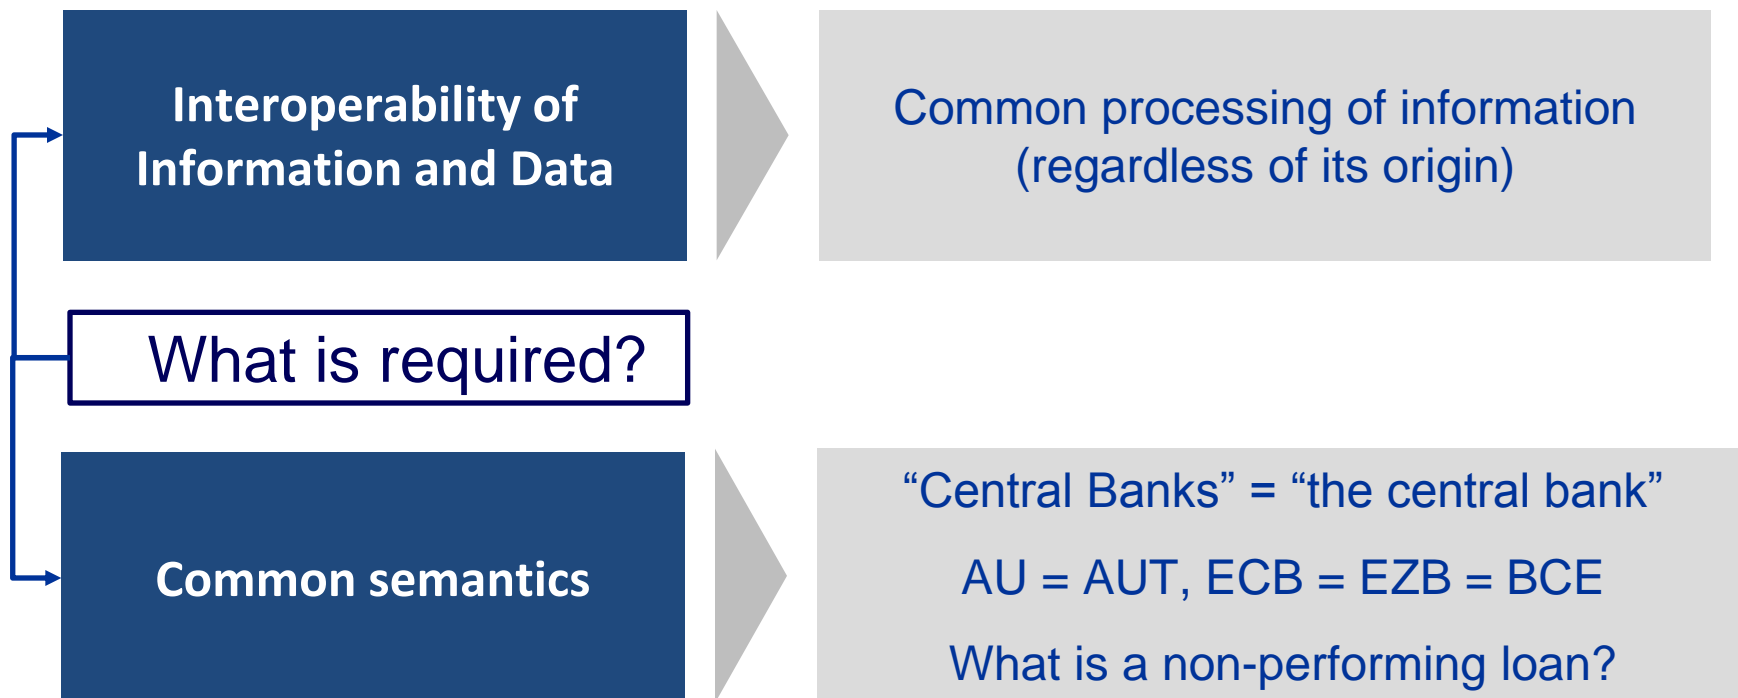 Interoperability of
Information and Data
Common processing of information
(regardless of its origin)
What is required?
Common semantics
“Central Banks” = “the central bank”
AU = AUT, ECB = EZB = BCE
What is a non-performing loan?